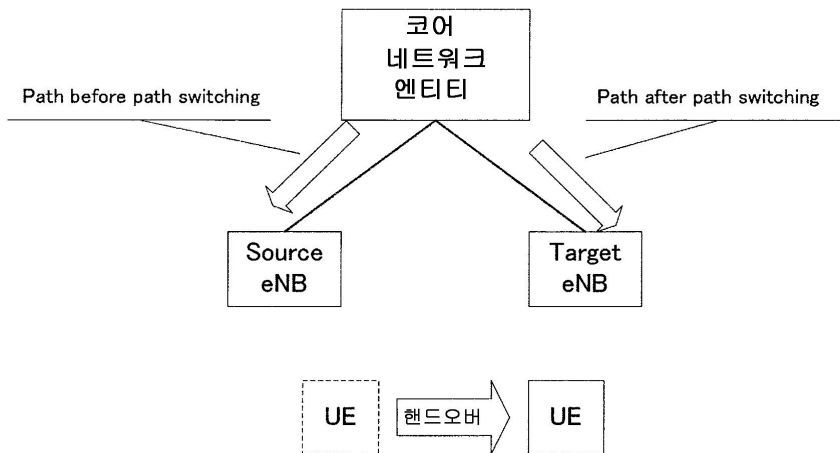 코어
네트워크
엔티티
Path before path switching
Path after path switching
Source
eNB
Target
eNB
UE
핸드오버
UE